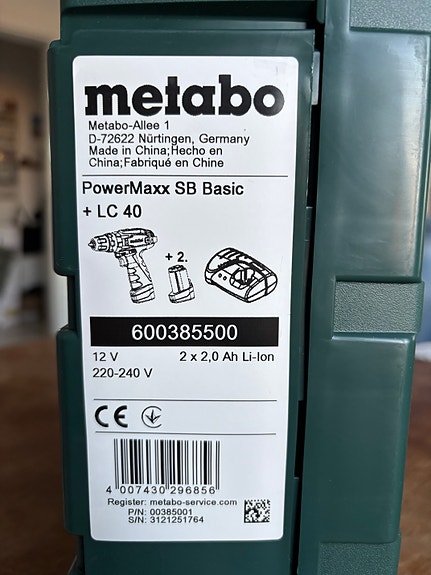 metabo
Metabo-Allee 1
D-72622 Nürtingen, Germany
Made in China;Hecho en
China;Fabriqué en Chine
PowerMaxx SB Basic
+ LC 40
metabo
+ 2.
600385500
12 V 2 x 2,0 Ah Li-Ion
220-240 V
CE
4 007430 296856
Register: metabo-service.com
P/N: 00385001
S/N: 3121251764